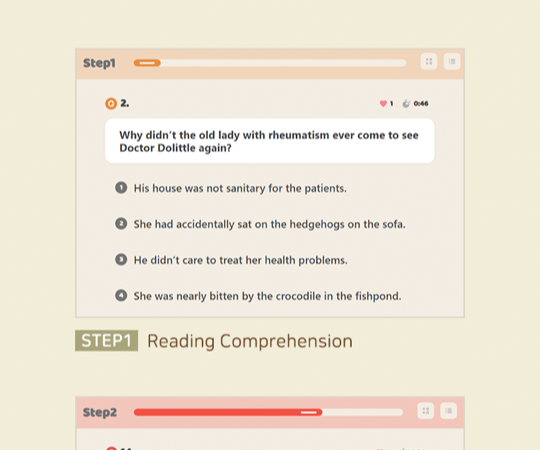 Step1
Q 2.
1 0:46
Why didn't the old lady with rheumatism ever come to see
Doctor Dolittle again?
1 His house was not sanitary for the patients.
2 She had accidentally sat on the hedgehogs on the sofa.
3 He didn't care to treat her health problems.
4 She was nearly bitten by the crocodile in the fishpond.
STEP1 Reading Comprehension
Step2